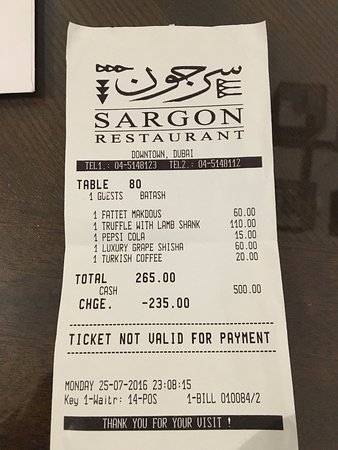 سرجون
SARGON
RESTAURANT
DOWNTOWN, DUBAI
TEL1.: 04-5148123 TEL2.: 04-5148112
TABLE 80
1 GUESTS BATASH
1 FATTET MAKDOUS 60.00
1 TRUFFLE WITH LAMB SHANK 110.00
1 PEPSI COLA 15.00
1 LUXURY GRAPE SHISHA 60.00
1 TURKISH COFFEE 20.00
TOTAL 265.00
CASH 500.00
CHGE. -235.00
TICKET NOT VALID FOR PAYMENT
MONDAY 25-07-2016 23:08:15
Key 1-Waitr: 14-POS 1-BILL 010084/2
THANK YOU FOR YOUR VISIT !